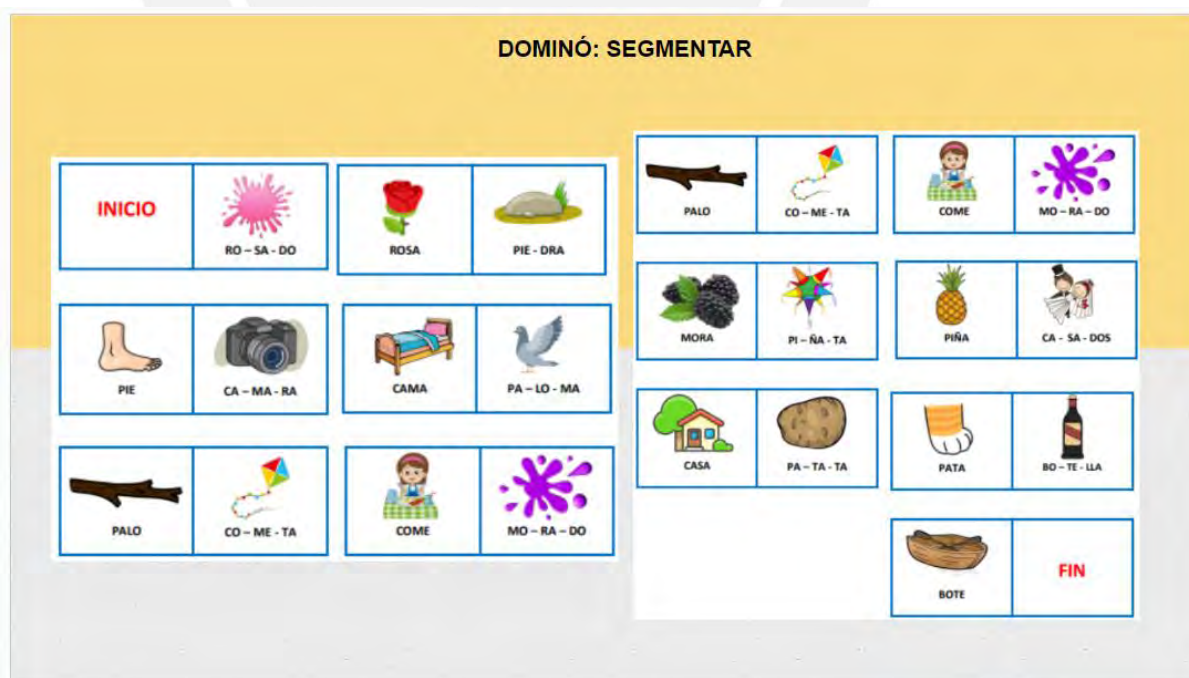 DOMINÓ: SEGMENTAR
INICIO
RO – SA - DO
ROSA
PIE - DRA
PIE
CA – MA - RA
CAMA
PA – LO - MA
PALO
CO – ME - TA
COME
MO – RA – DO
PALO
CO – ME - TA
COME
MO – RA – DO
MORA
PI – ÑA - TA
PIÑA
CA - SA - DOS
CASA
PA – TA - TA
PATA
BO – TE - LLA
BOTE
FIN